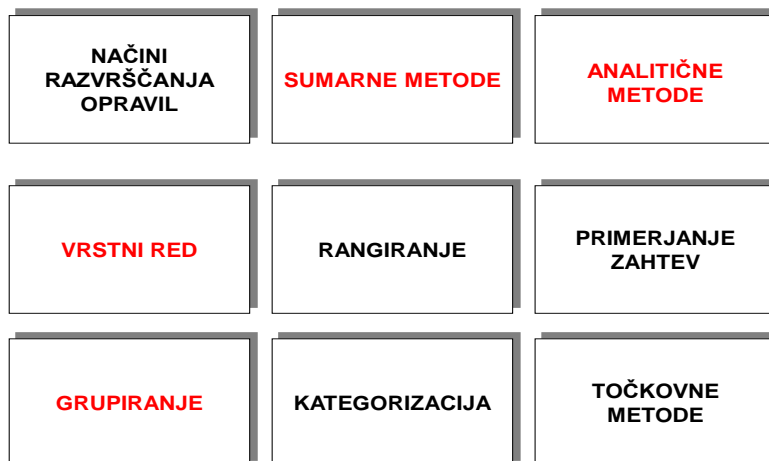 NAČINI
RAZVRŠČANJA
OPRAVIL
SUMARNE METODE
ANALITIČNE
METODE
VRSTNI RED
RANGIRANJE
PRIMERJANJE
ZAHTEV
GRUPIRANJE
KATEGORIZACIJA
TOČKOVNE
METODE